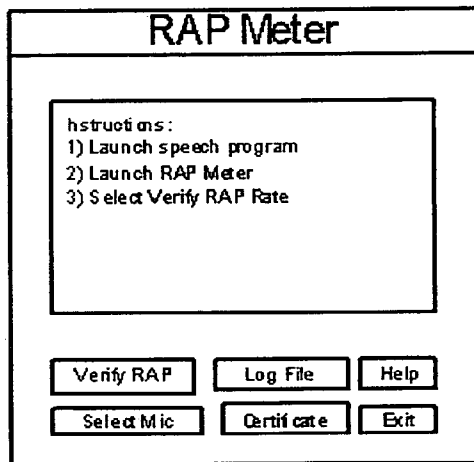 RAP Meter
Instructions:
1) Launch speech program
2) Launch RAP Meter
3) Select Verify RAP Rate
Verify RAP Log File Help
Select Mic Certificate Exit